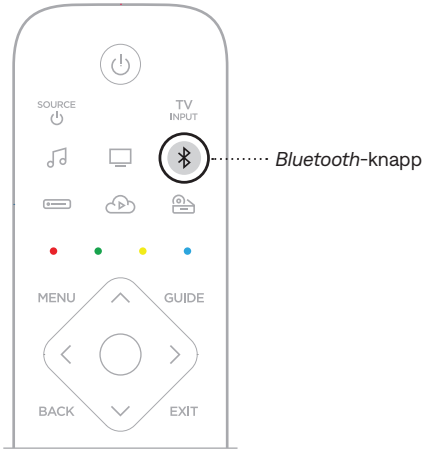 SOURCE
TV
INPUT
Bluetooth-knapp
MENU
GUIDE
BACK
EXIT